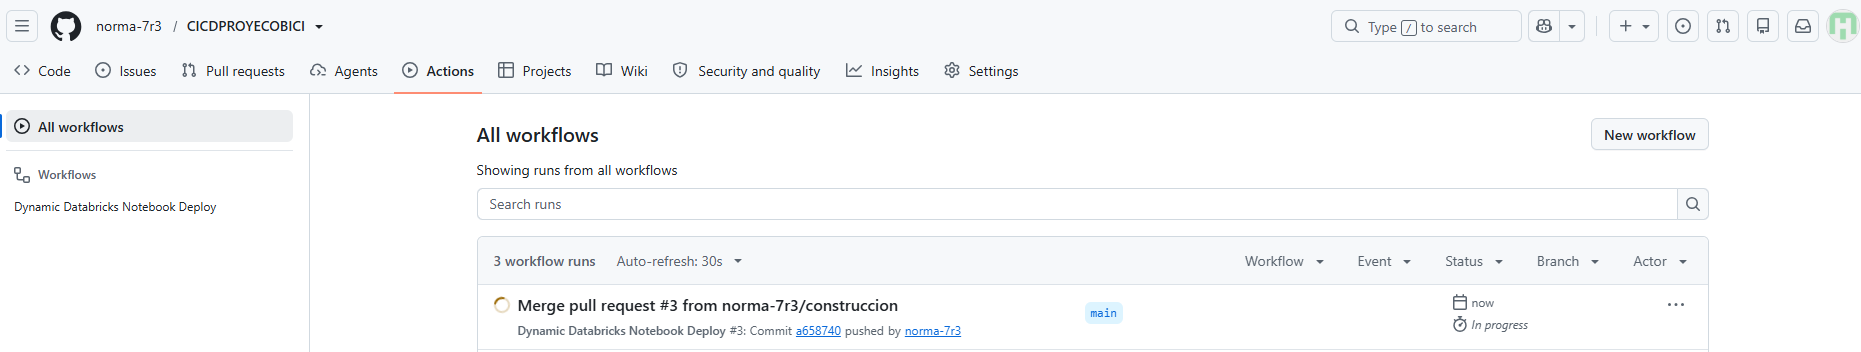 norma-7r3 / CICDPROYECOBICI
Type / to search
Code
Issues
Pull requests
Agents
Actions
Projects
Wiki
Security and quality
Insights
Settings
All workflows
Workflows
Dynamic Databricks Notebook Deploy
All workflows
New workflow
Showing runs from all workflows
Search runs
3 workflow runs
Auto-refresh: 30s
Workflow
Event
Status
Branch
Actor
Merge pull request #3 from norma-7r3/construccion
main
now
Dynamic Databricks Notebook Deploy #3: Commit a658740 pushed by norma-7r3
In progress